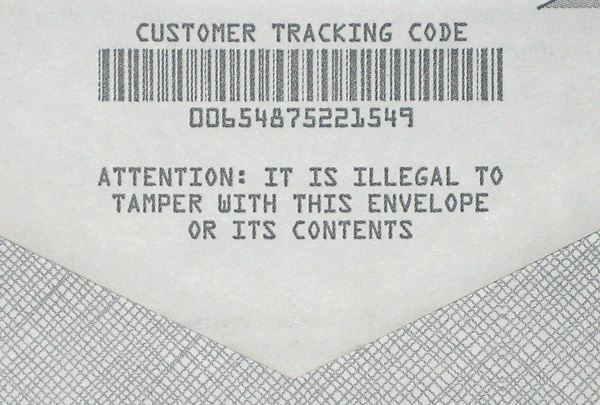 CUSTOMER TRACKING CODE
00654875221549
ATTENTION: IT IS ILLEGAL TO
TAMPER WITH THIS ENVELOPE
OR ITS CONTENTS